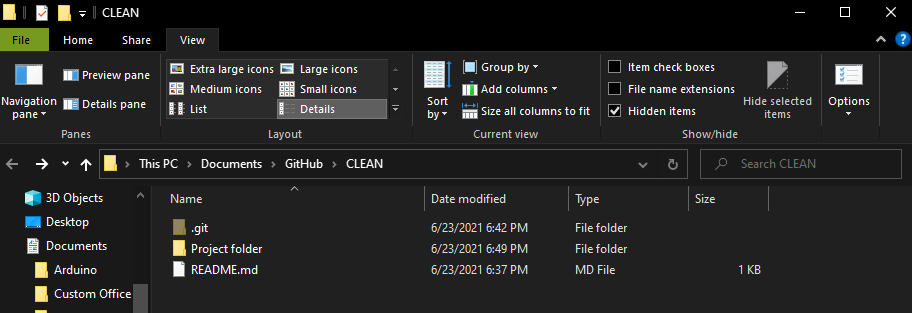 CLEAN
File Home Share View
Navigation pane
Preview pane
Details pane
Panes
Extra large icons Large icons
Medium icons Small icons
List Details
Layout
Sort by
Group by
Add columns
Size all columns to fit
Current view
Item check boxes
File name extensions
Hidden items
Hide selected items
Show/hide
Options
This PC Documents GitHub CLEAN
Search CLEAN
3D Objects
Desktop
Documents
Arduino
Custom Office
Name Date modified Type Size
.git 6/23/2021 6:42 PM File folder
Project folder 6/23/2021 6:49 PM File folder
README.md 6/23/2021 6:37 PM MD File 1 KB